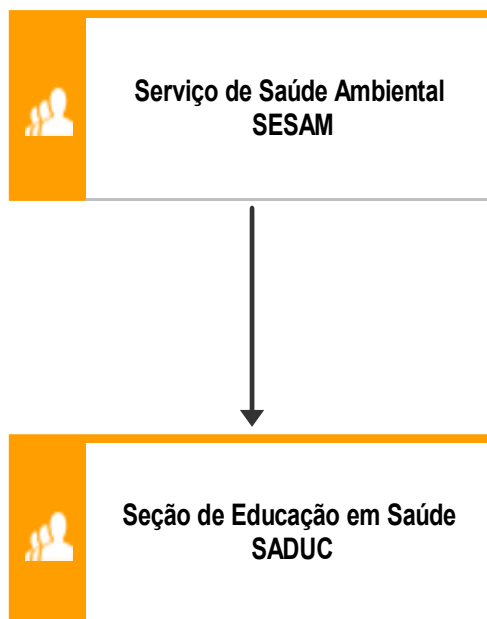 Serviço de Saúde Ambiental
SESAM
Seção de Educação em Saúde
SADUC